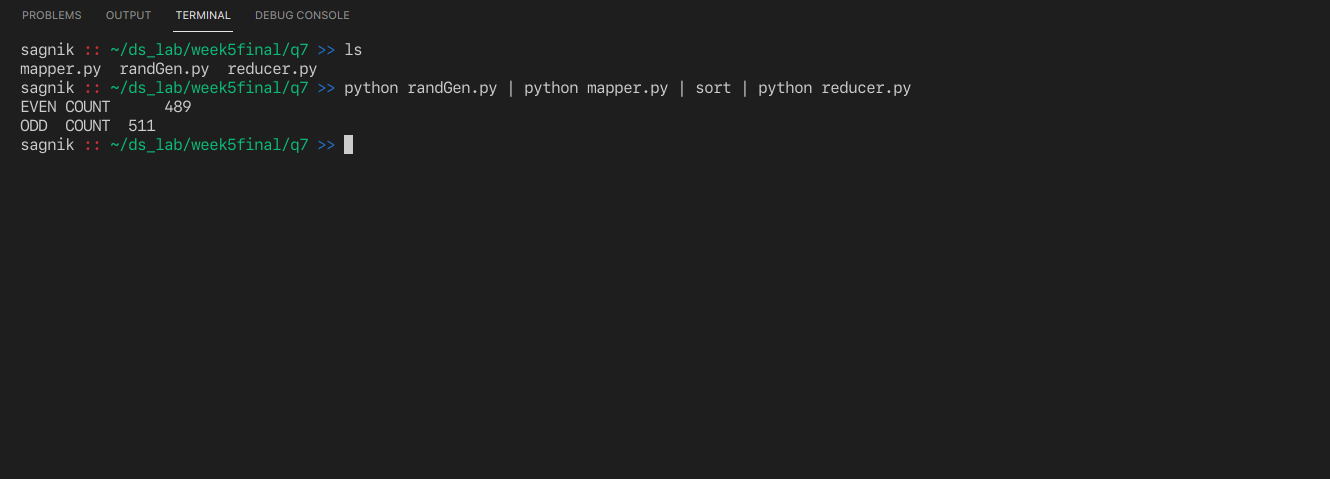 PROBLEMS OUTPUT TERMINAL DEBUG CONSOLE
sagnik :: ~/ds_lab/week5final/q7 >> ls
mapper.py  randGen.py  reducer.py
sagnik :: ~/ds_lab/week5final/q7 >> python randGen.py | python mapper.py | sort | python reducer.py
EVEN COUNT      489
ODD  COUNT  511
sagnik :: ~/ds_lab/week5final/q7 >>